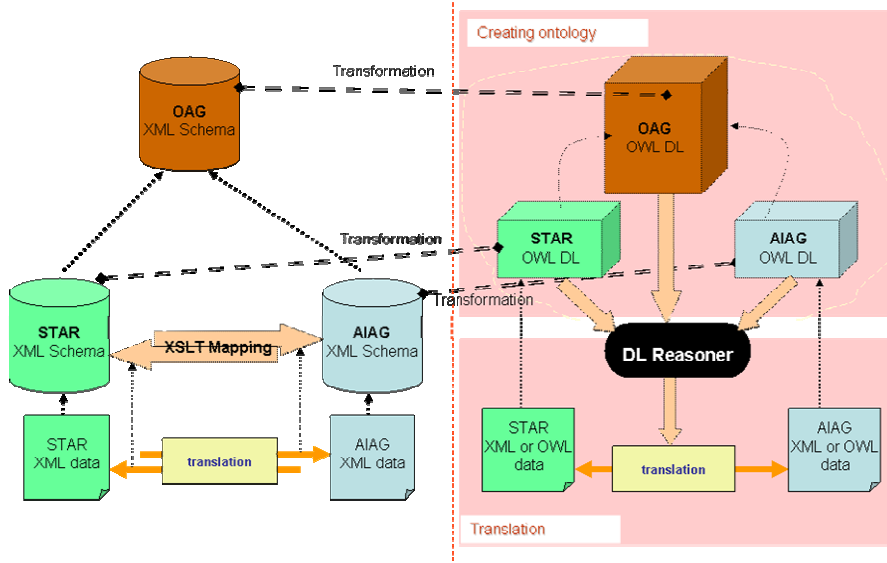 Creating ontology
Transformation
OAG
XML Schema
OAG
OWL DL
Transformation
STAR
OWL DL
AIAG
OWL DL
Transformation
STAR
XML Schema
XSLT Mapping
AIAG
XML Schema
DL Reasoner
STAR
XML data
translation
AIAG
XML data
STAR
XML or OWL
data
translation
AIAG
XML or OWL
data
Translation